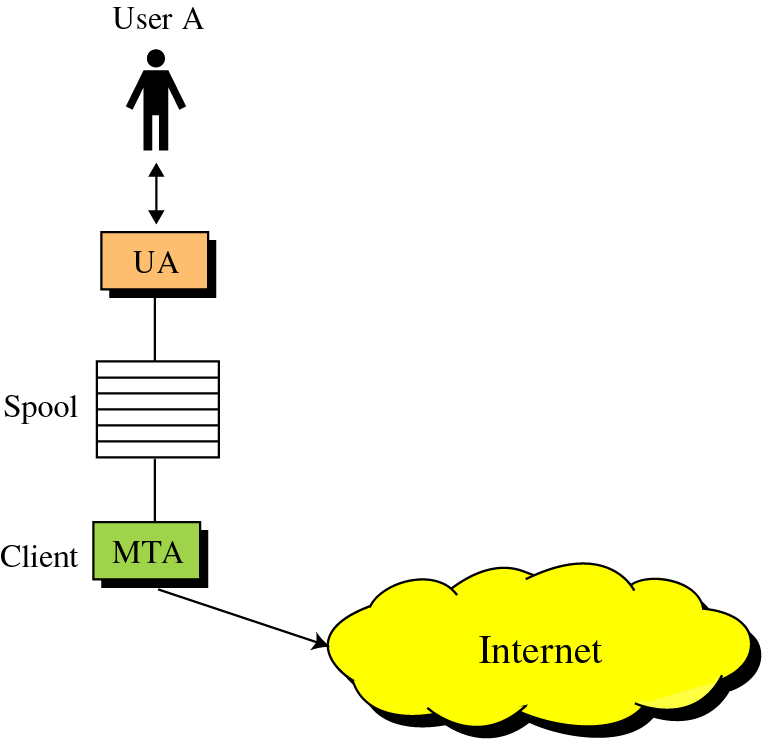 User A
UA
Spool
Client
MTA
Internet